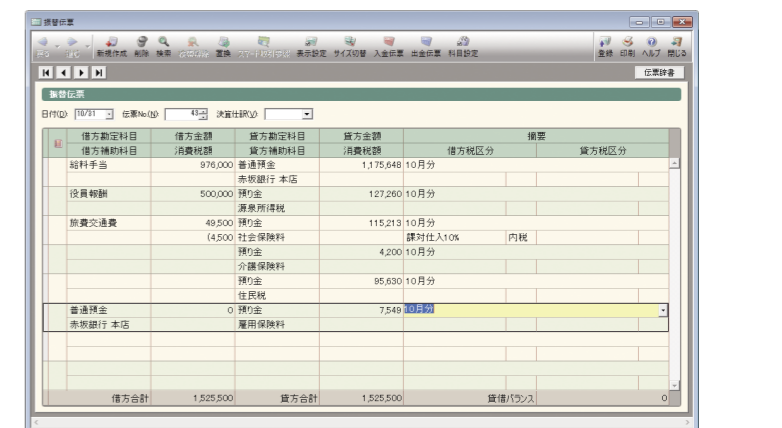 振替伝票
新規作成 削除 検索 置換 表示設定 サイズ切替 入金伝票 出金伝票 科目設定 登録 印刷 ヘルプ 閉じる
伝票辞書
振替伝票
日付(D) 10/31 伝票No.(N) 43 決算仕訳(V)
借方勘定科目 借方金額 貸方勘定科目 貸方金額 摘要
借方補助科目 消費税額 貸方補助科目 消費税額 借方税区分 貸方税区分
給料手当 976,000 普通預金 1,175,648 10月分
赤坂銀行 本店
役員報酬 500,000 預り金 127,260 10月分
源泉所得税
旅費交通費 49,500 預り金 115,213 10月分
(4,500 社会保険料 課対仕入10% 内税
預り金 4,200 10月分
介護保険料
預り金 95,630 10月分
住民税
普通預金 0 預り金 7,549 10月分
赤坂銀行 本店 雇用保険料
借方合計 1,525,500 貸方合計 1,525,500 貸借バランス 0